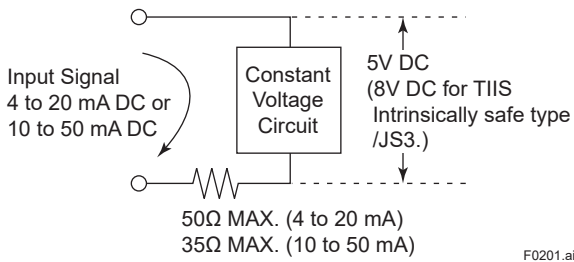 Input Signal
4 to 20 mA DC or
10 to 50 mA DC
Constant
Voltage
Circuit
5V DC
(8V DC for TIIS
Intrinsically safe type
/JS3.)
50Ω MAX. (4 to 20 mA)
35Ω MAX. (10 to 50 mA)
F0201.ai